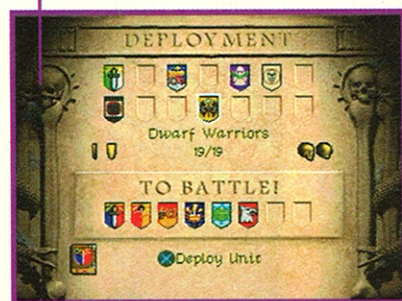 DEPLOYMENT
Dwarf Warriors
19/19
TO BATTLE!
Deploy Unit